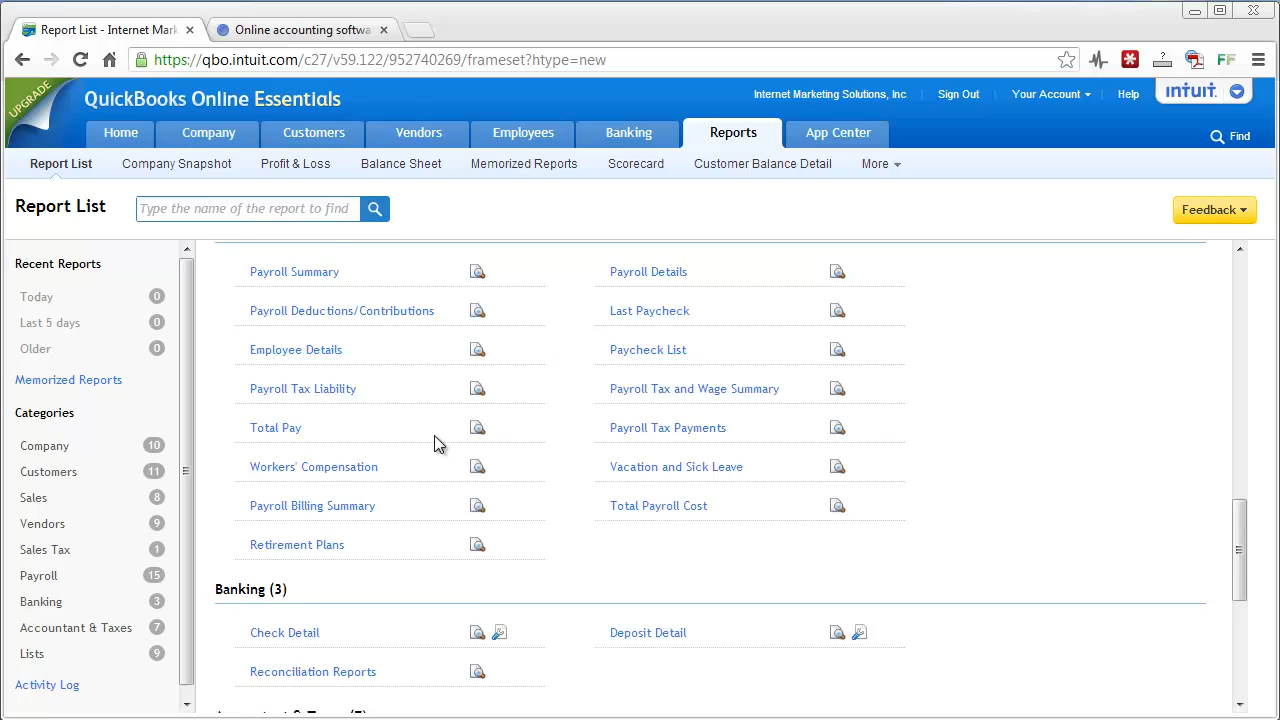 Report List - Internet Mark
Online accounting softwa
https://qbo.intuit.com/c27/v59.122/952740269/frameset?htype=new
FF
UPGRADE
QuickBooks Online Essentials
Internet Marketing Solutions, Inc
Sign Out
Your Account
Help
intuit.
Home
Company
Customers
Vendors
Employees
Banking
Reports
App Center
Find
Report List
Company Snapshot
Profit & Loss
Balance Sheet
Memorized Reports
Scorecard
Customer Balance Detail
More
Report List
Type the name of the report to find
Feedback
Recent Reports
Today 0
Last 5 days 0
Older 0
Memorized Reports
Categories
Company 10
Customers 11
Sales 8
Vendors 9
Sales Tax 1
Payroll 15
Banking 3
Accountant & Taxes 7
Lists 9
Activity Log
Payroll Summary
Payroll Details
Payroll Deductions/Contributions
Last Paycheck
Employee Details
Paycheck List
Payroll Tax Liability
Payroll Tax and Wage Summary
Total Pay
Payroll Tax Payments
Workers' Compensation
Vacation and Sick Leave
Payroll Billing Summary
Total Payroll Cost
Retirement Plans
Banking (3)
Check Detail
Deposit Detail
Reconciliation Reports